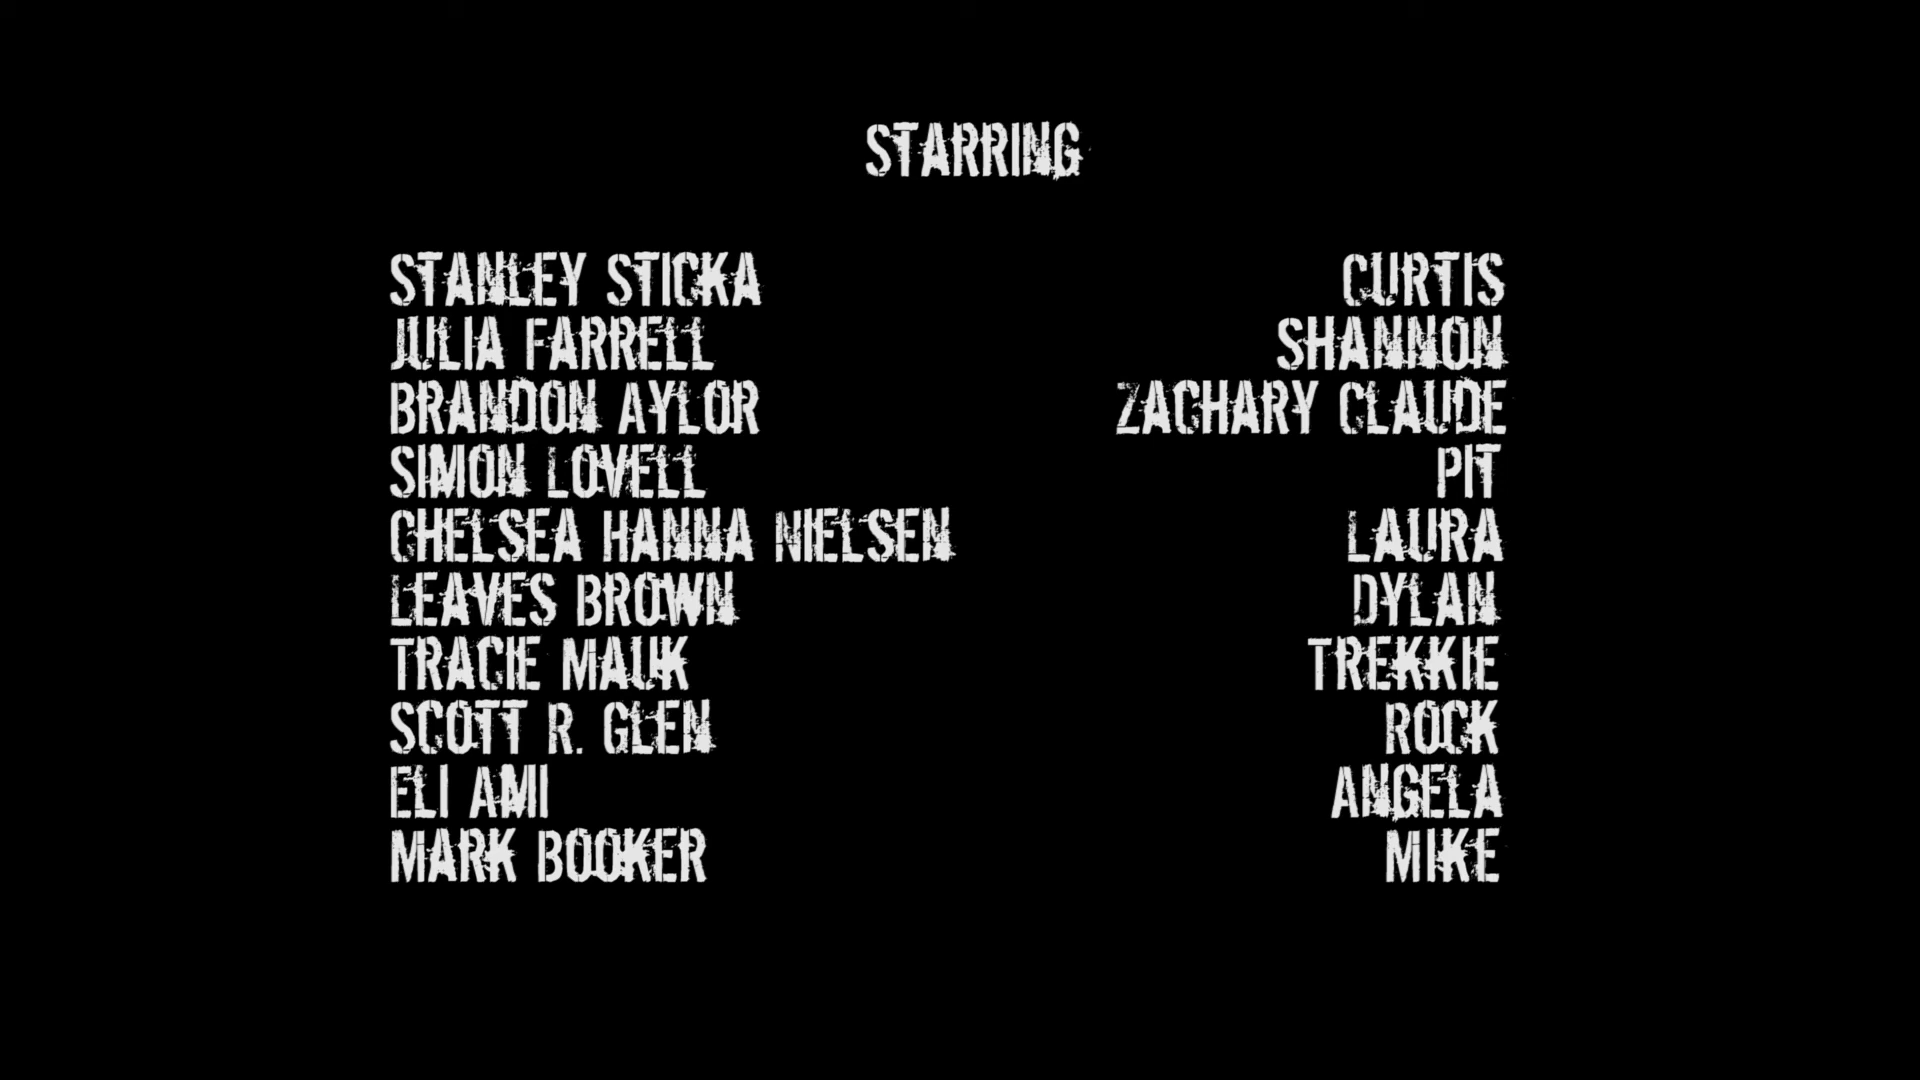 STARRING
STANLEY STICKA CURTIS
JULIA FARRELL SHANNON
BRANDON AYLOR ZACHARY CLAUDE
SIMON LOVELL PIT
CHELSEA HANNA NIELSEN LAURA
LEAVES BROWN DYLAN
TRACIE MAUK TREKKIE
SCOTT R. GLEN ROCK
ELI AMI ANGELA
MARK BOOKER MIKE